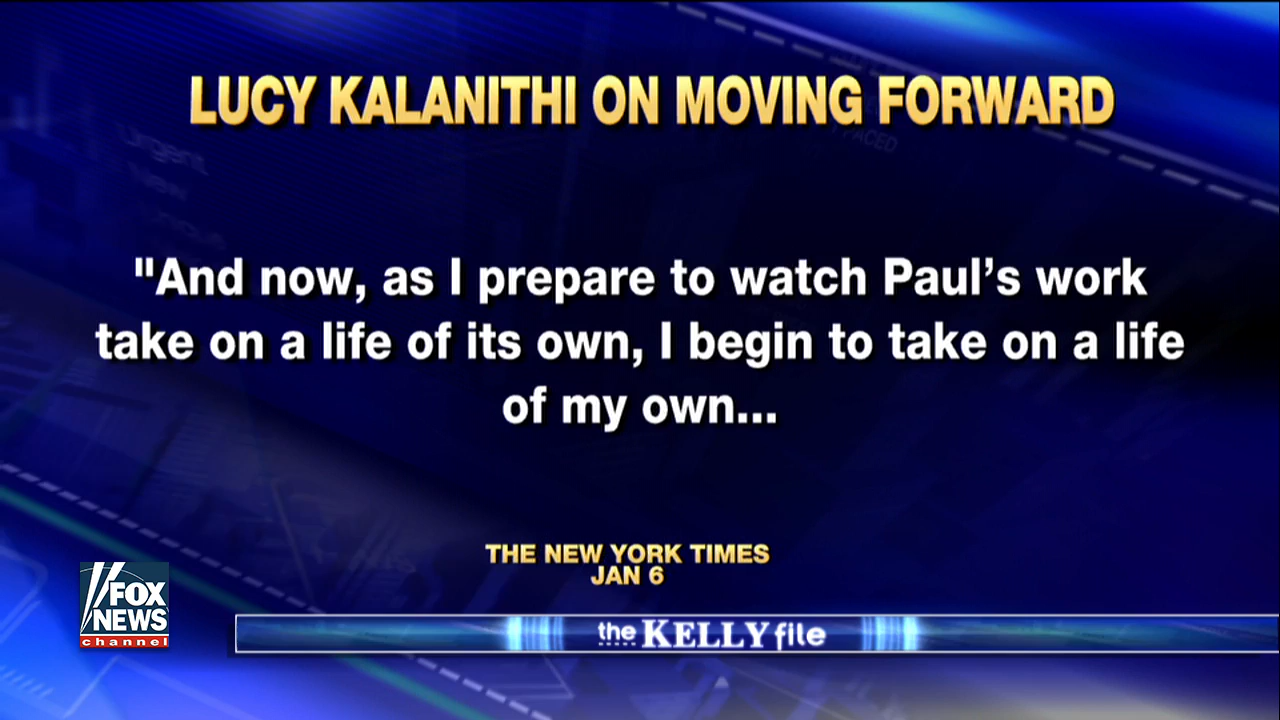 LUCY KALANITHI ON MOVING FORWARD
"And now, as I prepare to watch Paul’s work
take on a life of its own, I begin to take on a life
of my own...
THE NEW YORK TIMES
JAN 6
FOX
NEWS
channel
the KELLY file
Urgent
PACED